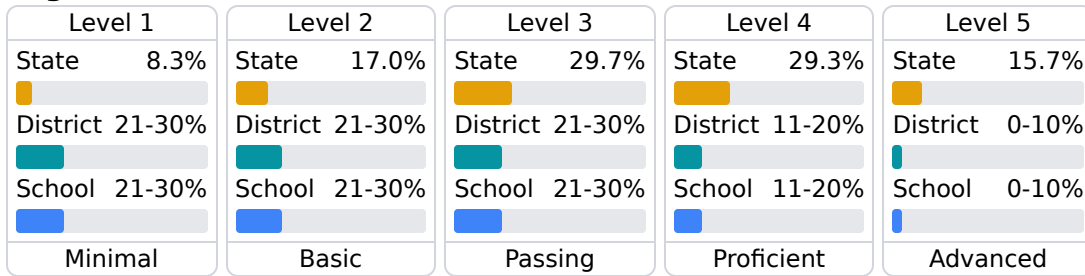 Level 1
State 8.3%
District 21-30%
School 21-30%
Minimal
Level 2
State 17.0%
District 21-30%
School 21-30%
Basic
Level 3
State 29.7%
District 21-30%
School 21-30%
Passing
Level 4
State 29.3%
District 11-20%
School 11-20%
Proficient
Level 5
State 15.7%
District 0-10%
School 0-10%
Advanced